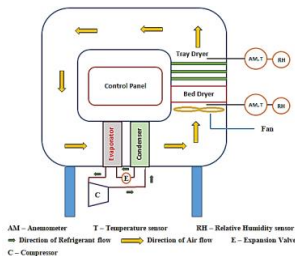 Tray Dryer
AM,T
RH
Control Panel
Bed Dryer
AM,T
RH
Evaporator
Condenser
Fan
E
C
AM – Anemometer T – Temperature sensor RH – Relative Humidity sensor
Direction of Refrigerant flow Direction of Air flow E – Expansion Valve
C – Compressor